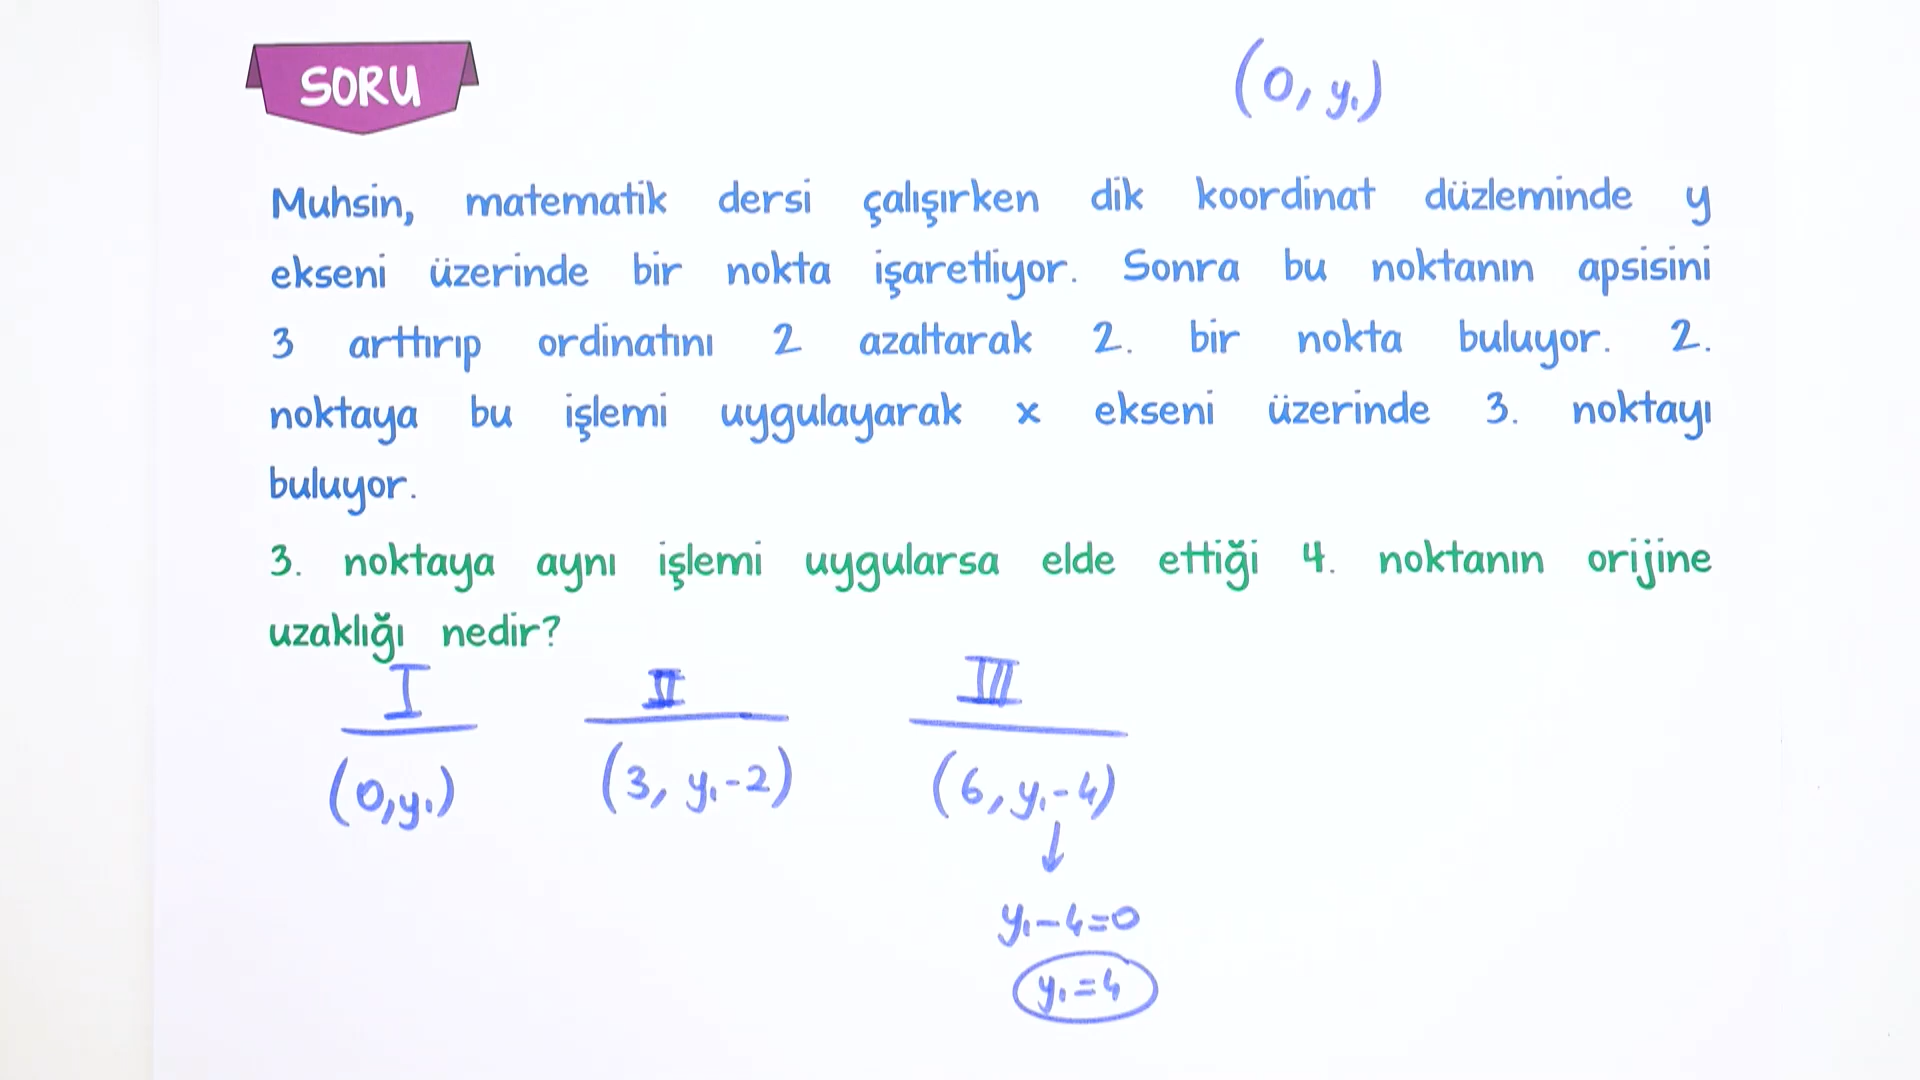 SORU
(0, y₁)
Muhsin, matematik dersi çalışırken dik koordinat düzleminde y
ekseni üzerinde bir nokta işaretliyor. Sonra bu noktanın apsisini
3 arttırıp ordinatını 2 azaltarak 2. bir nokta buluyor. 2.
noktaya bu işlemi uygulayarak x ekseni üzerinde 3. noktayı
buluyor.
3. noktaya aynı işlemi uygularsa elde ettiği 4. noktanın orijine
uzaklığı nedir?
I II III
(0,y₁) (3, y₁-2) (6, y₁-4)
↓
y₁-4=0
y₁=4